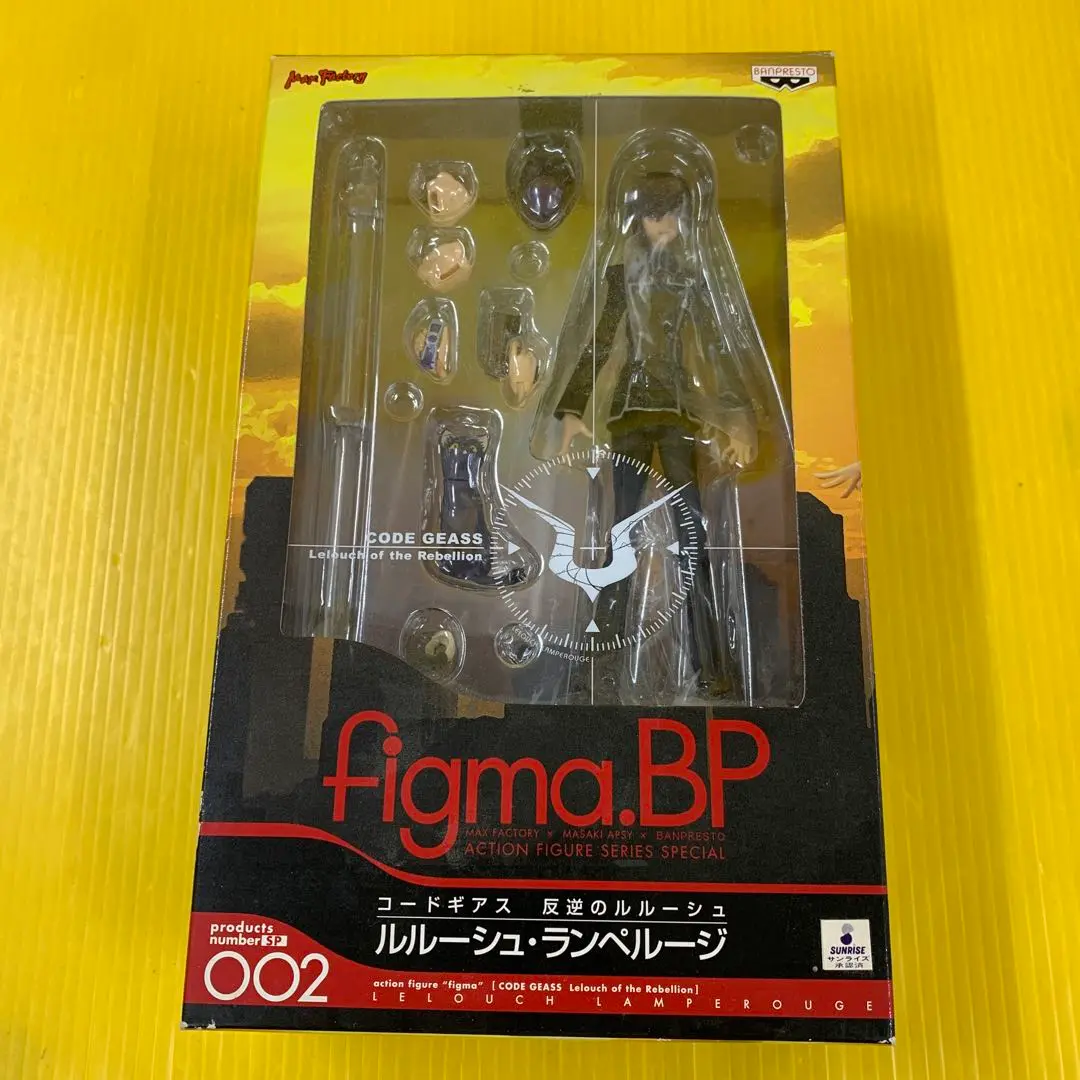 Max Factory
BANPRESTO
CODE GEASS
Lelouch of the Rebellion
LAMPEROUGE
figma.BP
MAX FACTORY × MASAKI APSY × BANPRESTO
ACTION FIGURE SERIES SPECIAL
コードギアス 反逆のルルーシュ
ルルーシュ・ランペルージ
products
number SP
002
SUNRISE
サンライズ
承認済
action figure "figma" [ CODE GEASS Lelouch of the Rebellion ]
LELOUCH LAMPEROUGE